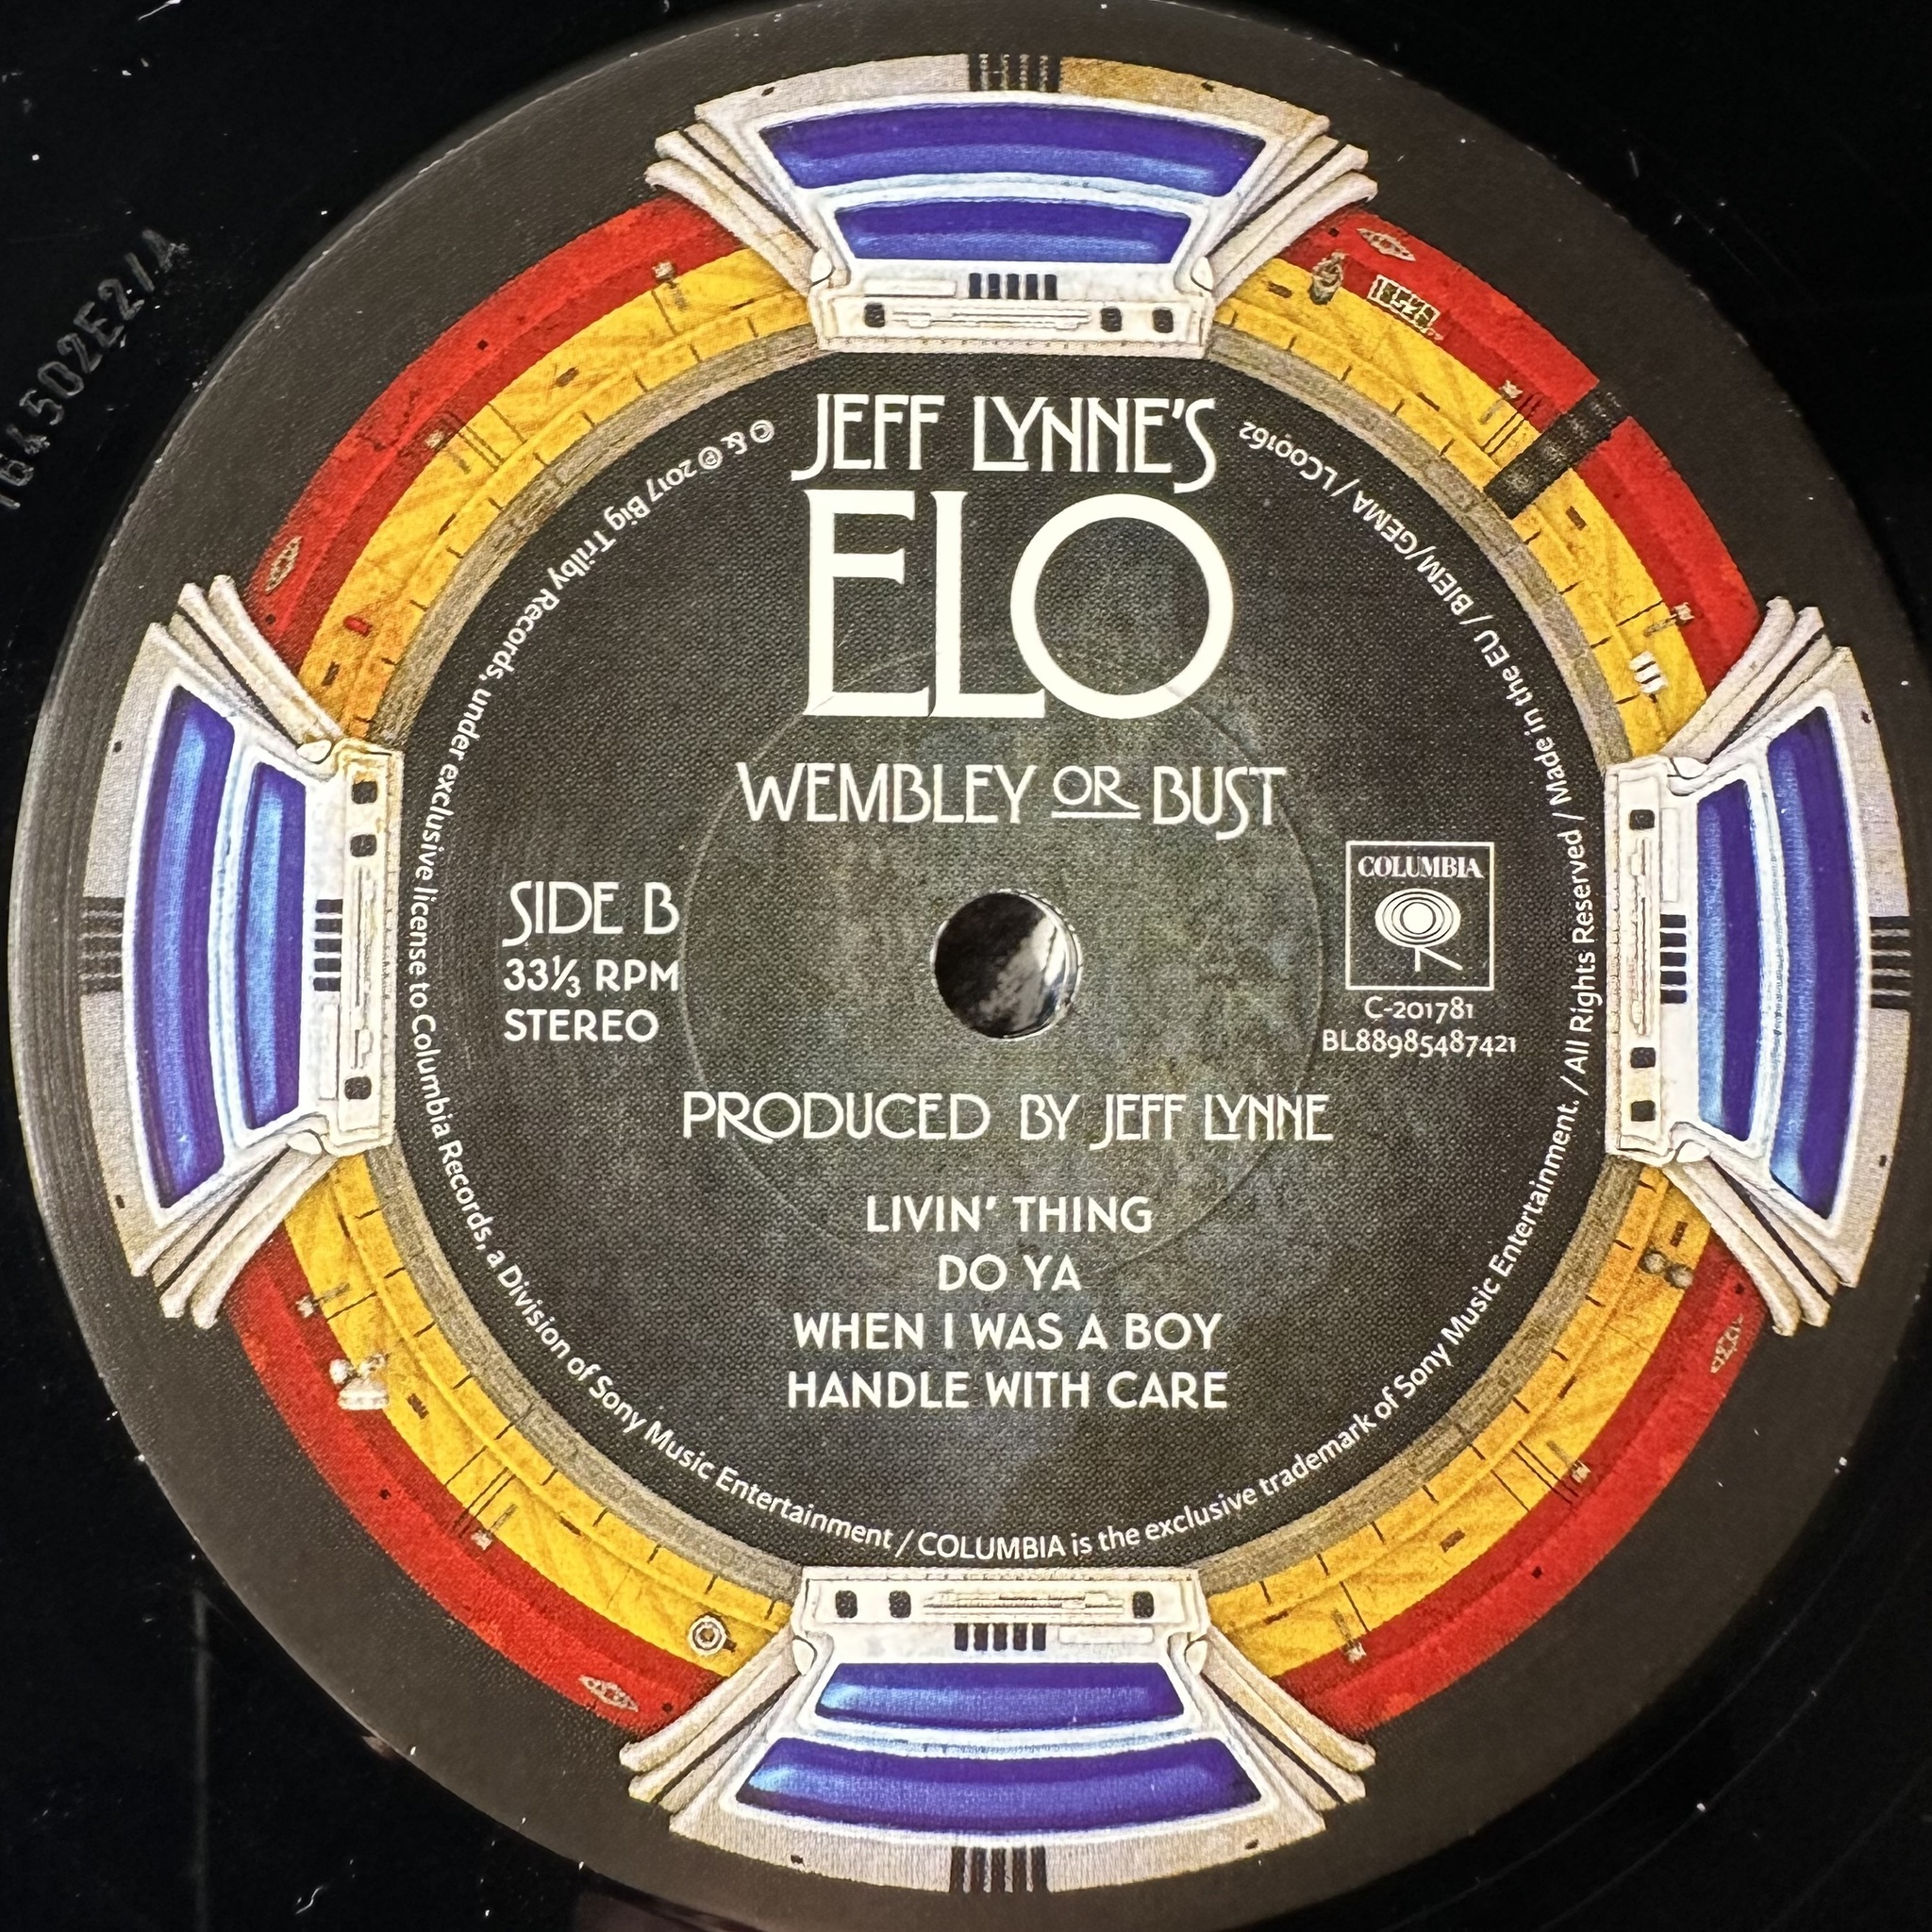 JEFF LYNNE'S
ELO
WEMBLEY OR BUST
SIDE B
33⅓ RPM
STEREO
COLUMBIA
C-201781
BL88985487421
PRODUCED BY JEFF LYNNE
LIVIN' THING
DO YA
WHEN I WAS A BOY
HANDLE WITH CARE
© & ℗ 2017 Big Trilby Records, under exclusive license to Columbia Records, a Division of Sony Music Entertainment / COLUMBIA is the exclusive trademark of Sony Music Entertainment. / All Rights Reserved / Made in the EU / BIEM/GEMA / LC00162
164502E2/A